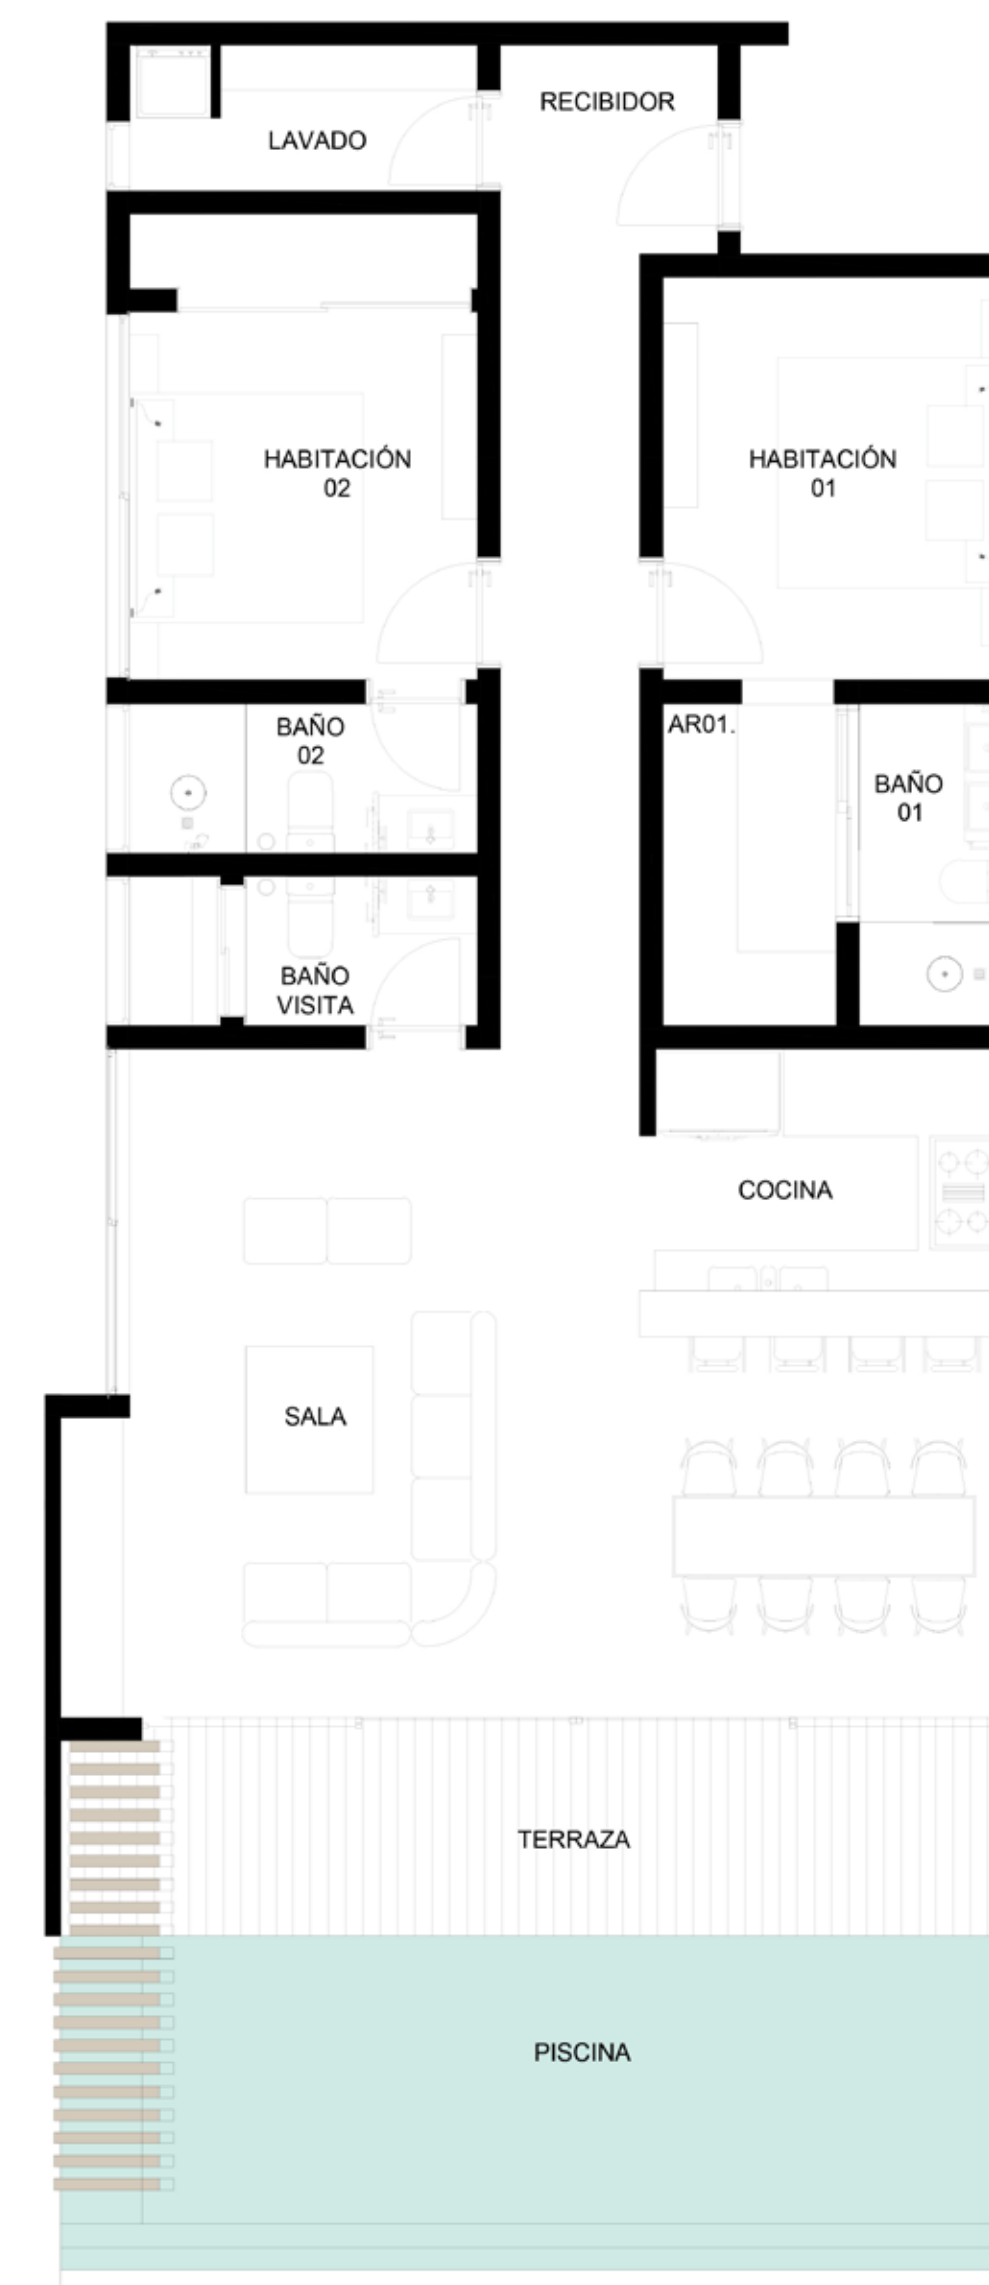 RECIBIDOR
LAVADO
HABITACIÓN
02
HABITACIÓN
01
BAÑO
02
AR01.
BAÑO
01
BAÑO
VISITA
COCINA
SALA
TERRAZA
PISCINA